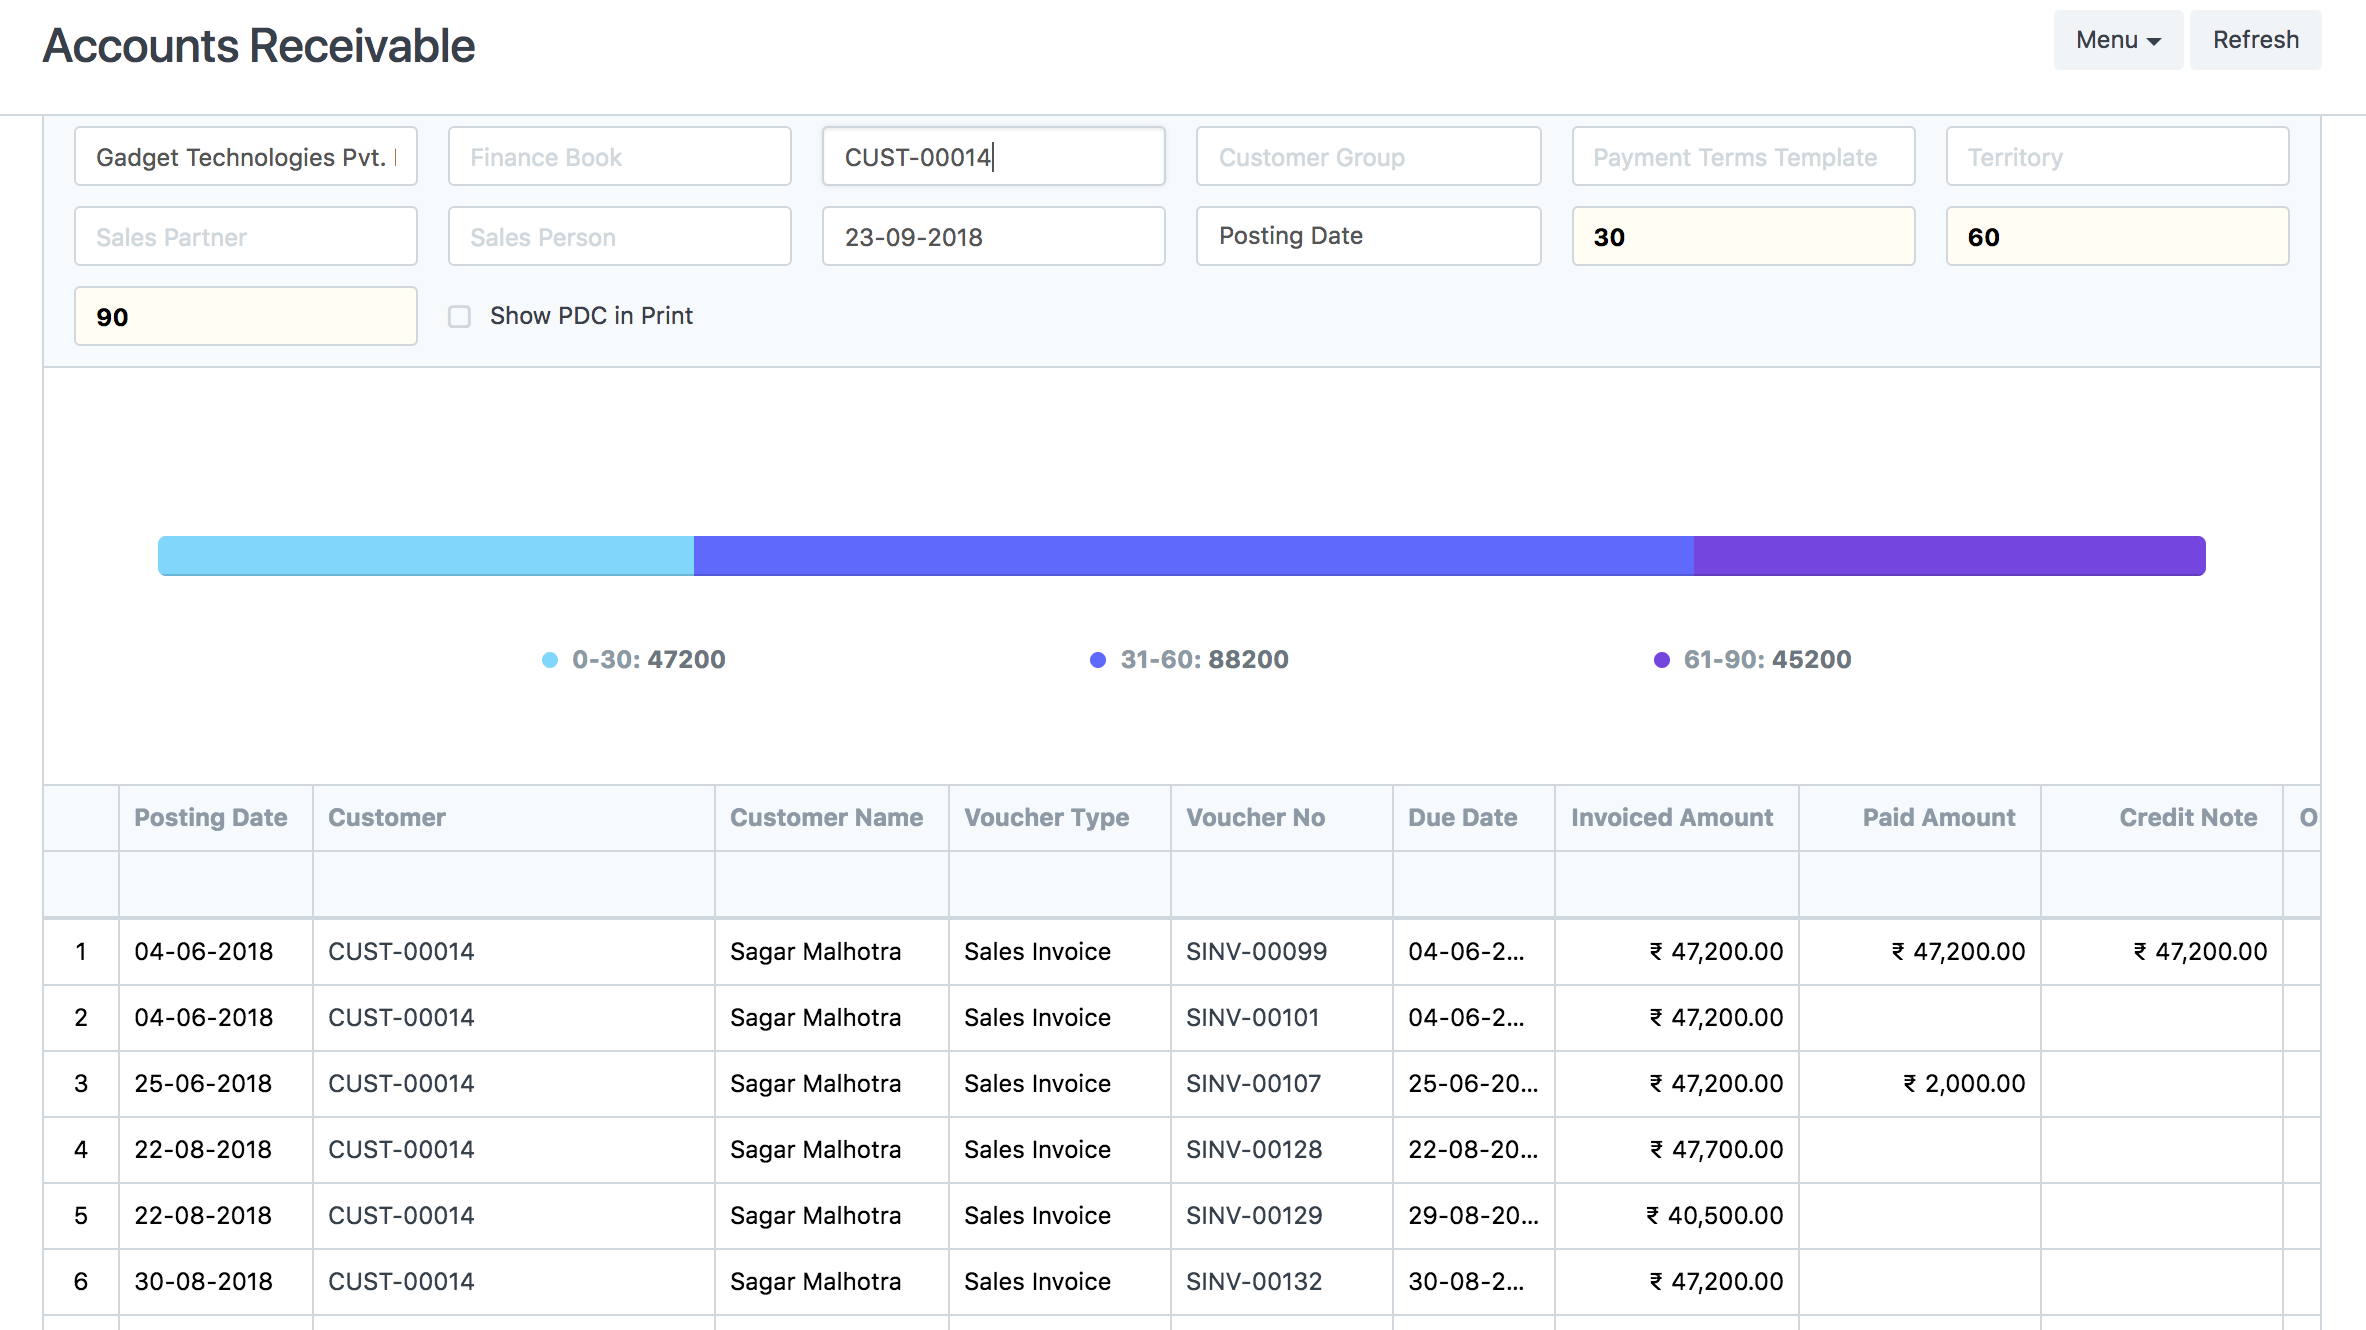 Accounts Receivable
Menu Refresh
Gadget Technologies Pvt. Finance Book CUST-00014 Customer Group Payment Terms Template Territory
Sales Partner Sales Person 23-09-2018 Posting Date 30 60
90 Show PDC in Print
0-30: 47200 31-60: 88200 61-90: 45200
Posting Date Customer Customer Name Voucher Type Voucher No Due Date Invoiced Amount Paid Amount Credit Note O
1 04-06-2018 CUST-00014 Sagar Malhotra Sales Invoice SINV-00099 04-06-2... ₹ 47,200.00 ₹ 47,200.00 ₹ 47,200.00
2 04-06-2018 CUST-00014 Sagar Malhotra Sales Invoice SINV-00101 04-06-2... ₹ 47,200.00
3 25-06-2018 CUST-00014 Sagar Malhotra Sales Invoice SINV-00107 25-06-20... ₹ 47,200.00 ₹ 2,000.00
4 22-08-2018 CUST-00014 Sagar Malhotra Sales Invoice SINV-00128 22-08-20... ₹ 47,700.00
5 22-08-2018 CUST-00014 Sagar Malhotra Sales Invoice SINV-00129 29-08-20... ₹ 40,500.00
6 30-08-2018 CUST-00014 Sagar Malhotra Sales Invoice SINV-00132 30-08-2... ₹ 47,200.00